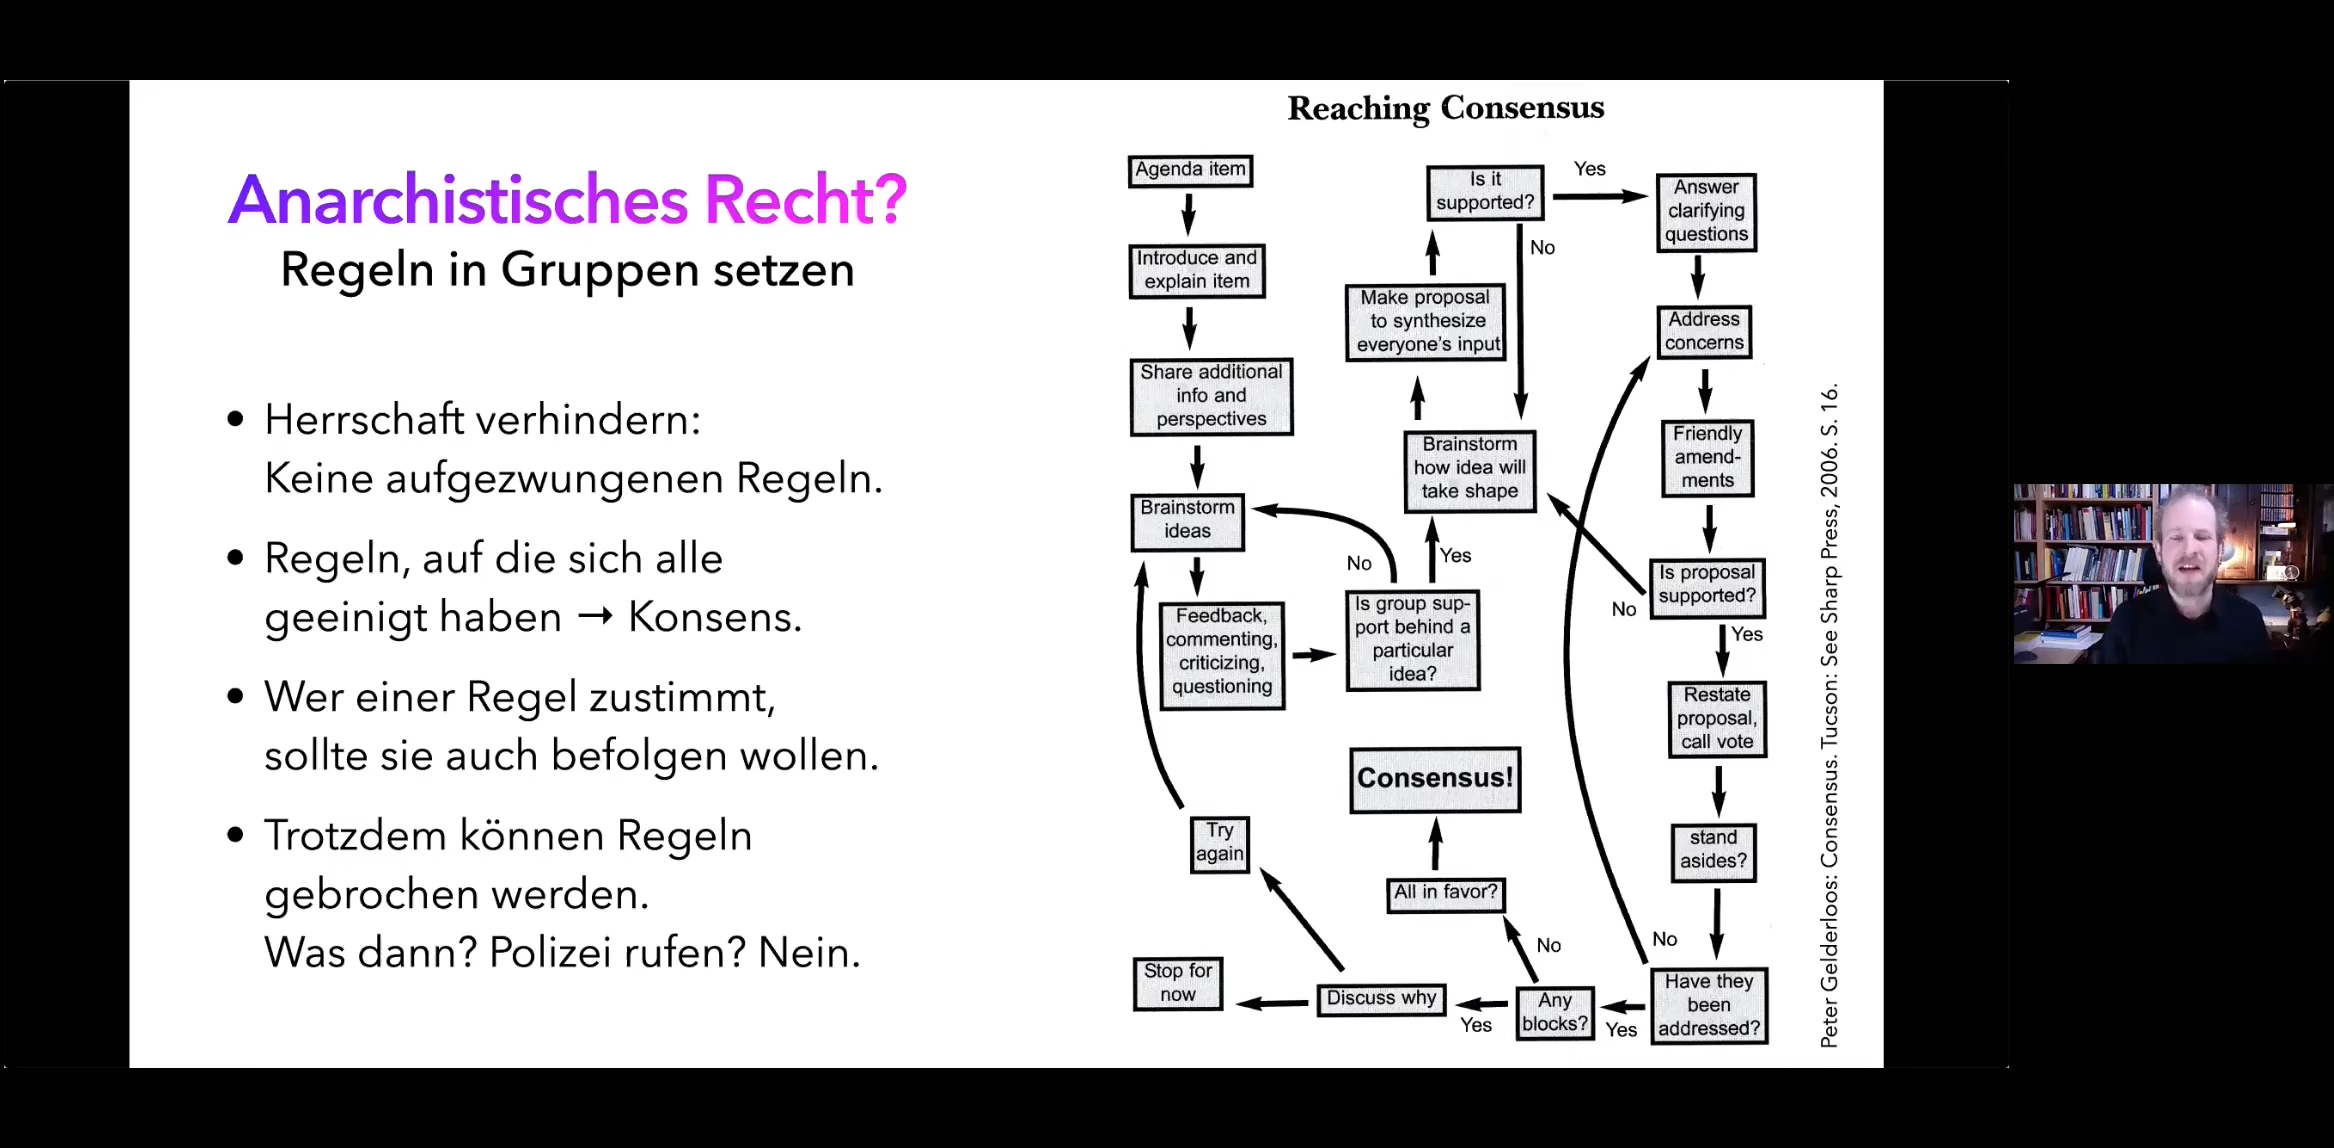 Anarchistisches Recht?
Regeln in Gruppen setzen
• Herrschaft verhindern:
Keine aufgezwungenen Regeln.
• Regeln, auf die sich alle
geeinigt haben → Konsens.
• Wer einer Regel zustimmt,
sollte sie auch befolgen wollen.
• Trotzdem können Regeln
gebrochen werden.
Was dann? Polizei rufen? Nein.
Reaching Consensus
Agenda item
Introduce and
explain item
Share additional
info and
perspectives
Brainstorm
ideas
Feedback,
commenting,
criticizing,
questioning
Is group sup-
port behind a
particular
idea?
No
Yes
Brainstorm
how idea will
take shape
Make proposal
to synthesize
everyone's input
Is it
supported?
No
Yes
Answer
clarifying
questions
Address
concerns
Friendly
amend-
ments
Is proposal
supported?
No
Yes
Restate
proposal,
call vote
stand
asides?
Have they
been
addressed?
No
Yes
Any
blocks?
No
Yes
All in favor?
Consensus!
Discuss why
Try
again
Stop for
now
Peter Gelderloos: Consensus. Tucson: See Sharp Press, 2006. S. 16.